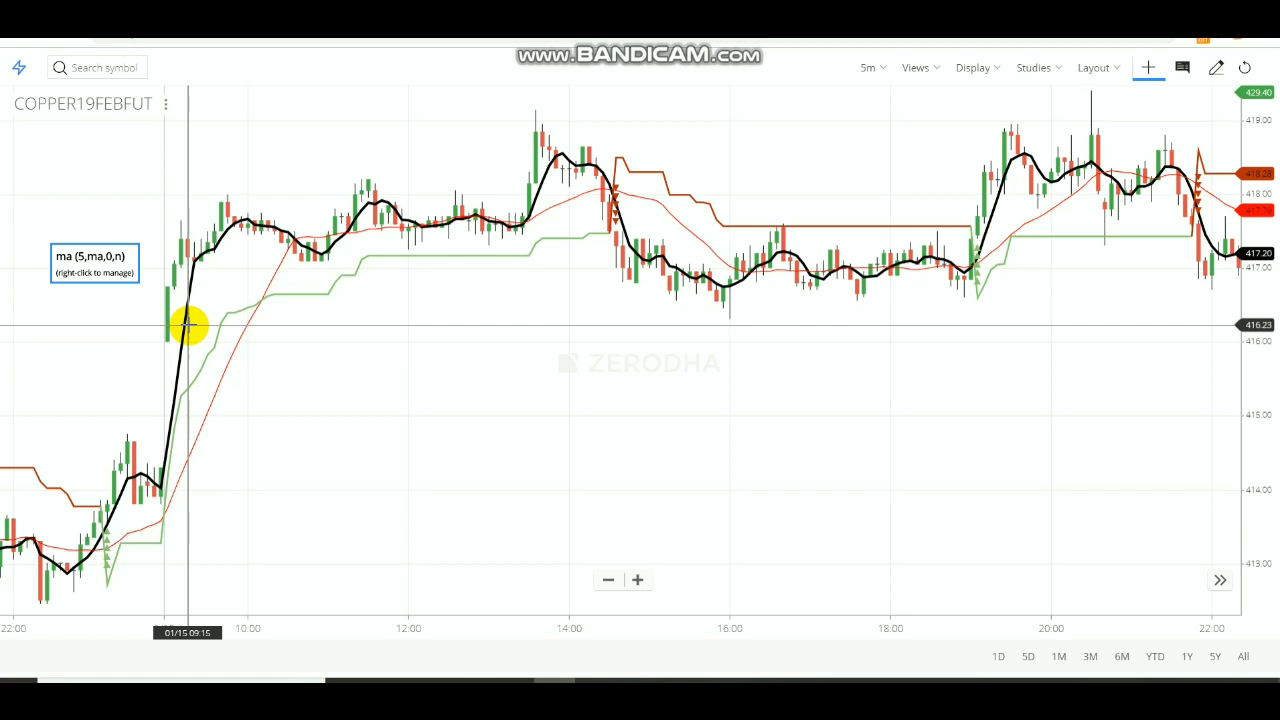 www.BANDICAM.com
Search symbol
5m
Views
Display
Studies
Layout
COPPER19FEBFUT
429.40
419.00
418.28
418.00
417.79
ma (5,ma,0,n)
(right-click to manage)
417.20
417.00
416.23
416.00
ZERODHA
415.00
414.00
413.00
22:00
01/15 09:15
10:00
12:00
14:00
16:00
18:00
20:00
22:00
1D 5D 1M 3M 6M YTD 1Y 5Y All